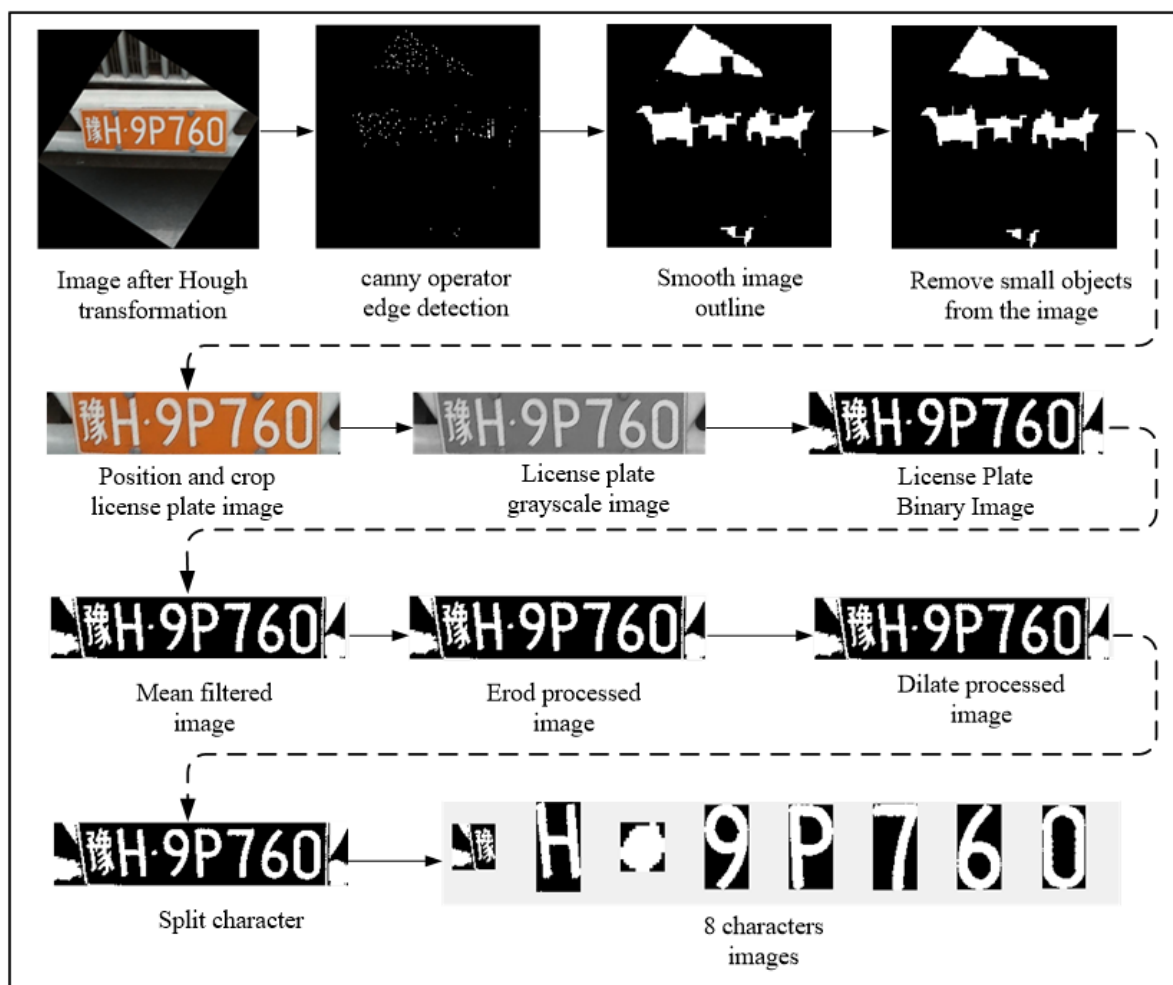 豫H·9P760
Image after Hough
transformation
canny operator
edge detection
Smooth image
outline
Remove small objects
from the image
豫H·9P760
Position and crop
license plate image
豫H·9P760
License plate
grayscale image
豫H·9P760
License Plate
Binary Image
豫H·9P760
Mean filtered
image
豫H·9P760
Erod processed
image
豫H·9P760
Dilate processed
image
豫H·9P760
Split character
豫 H · 9 P 7 6 0
8 characters
images